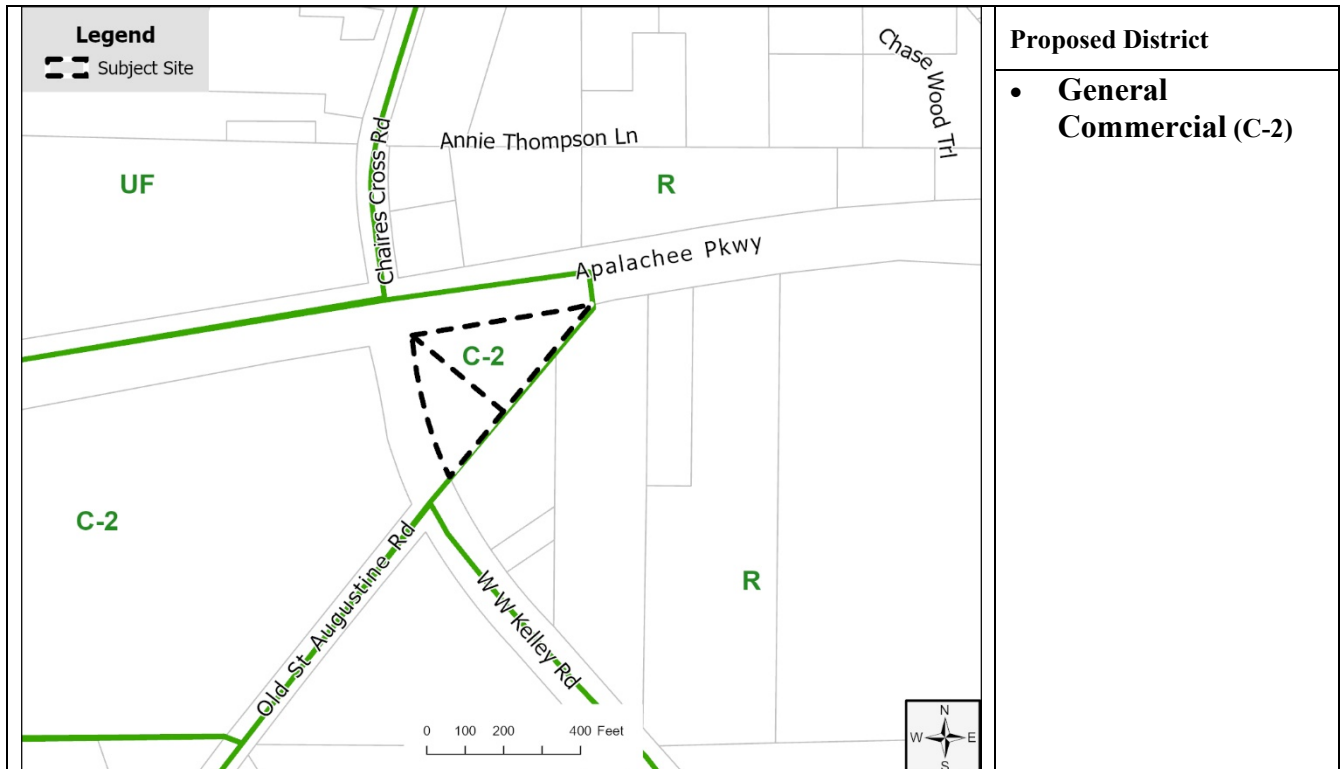 Legend
Subject Site
Chase Wood Trl
Annie Thompson Ln
UF
Chaires Cross Rd
R
Apalachee Pkwy
C-2
C-2
R
Old St Augustine Rd
W W Kelley Rd
0 100 200 400 Feet
N
W E
S
Proposed District
• General
Commercial (C-2)